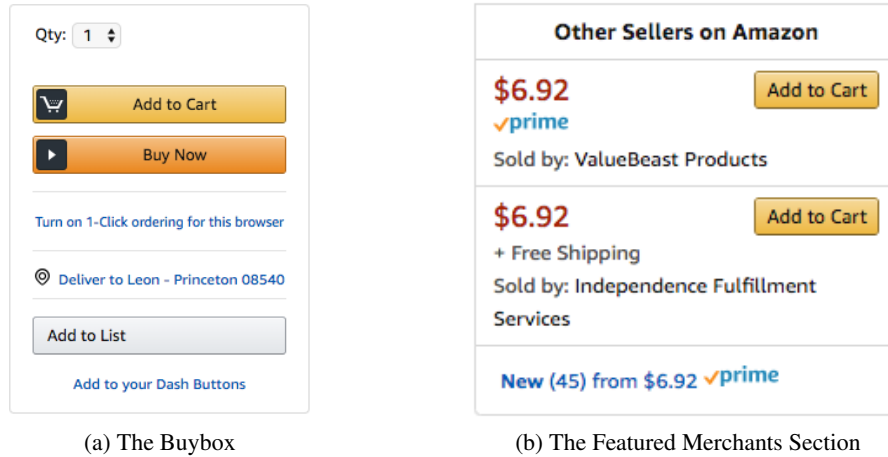 Qty: 1
Add to Cart
Buy Now
Turn on 1-Click ordering for this browser
Deliver to Leon - Princeton 08540
Add to List
Add to your Dash Buttons
(a) The Buybox
Other Sellers on Amazon
$6.92
Add to Cart
prime
Sold by: ValueBeast Products
$6.92
Add to Cart
+ Free Shipping
Sold by: Independence Fulfillment
Services
New (45) from $6.92 prime
(b) The Featured Merchants Section